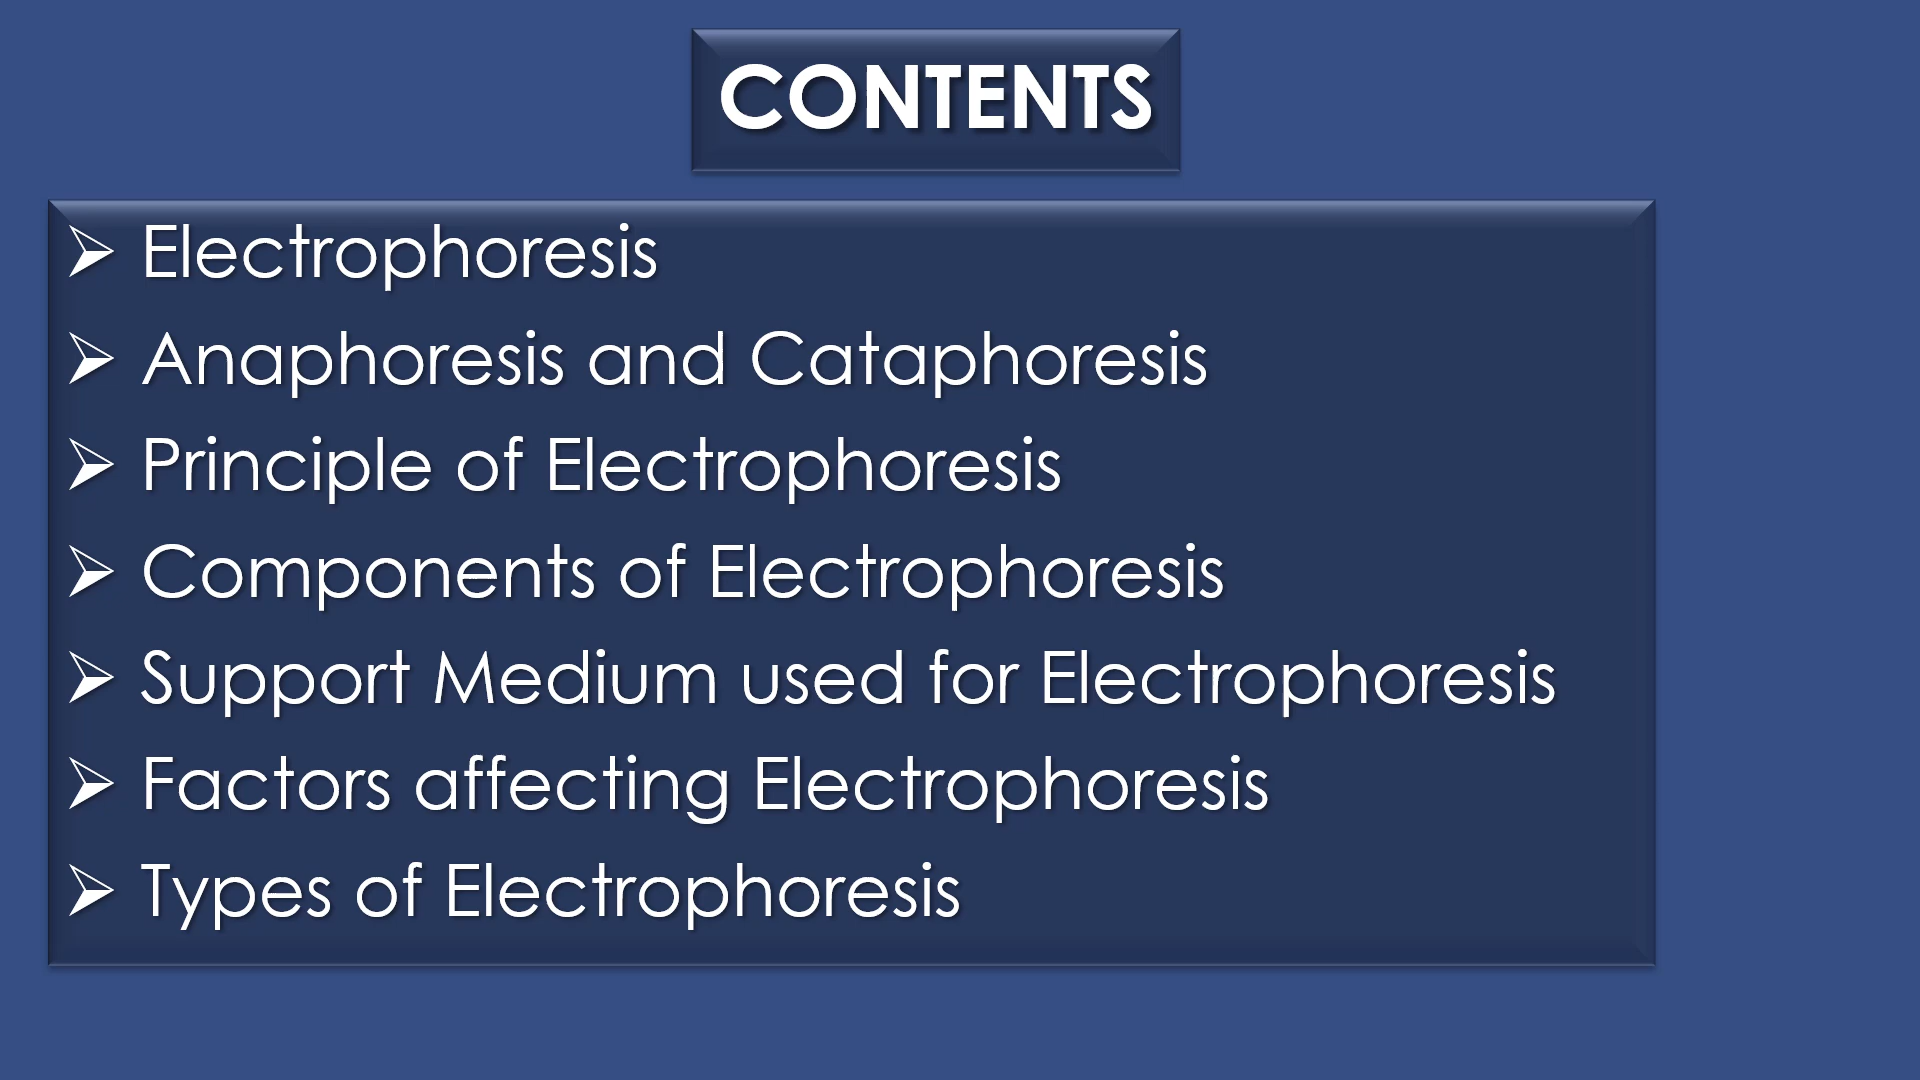 CONTENTS
➢ Electrophoresis
➢ Anaphoresis and Cataphoresis
➢ Principle of Electrophoresis
➢ Components of Electrophoresis
➢ Support Medium used for Electrophoresis
➢ Factors affecting Electrophoresis
➢ Types of Electrophoresis